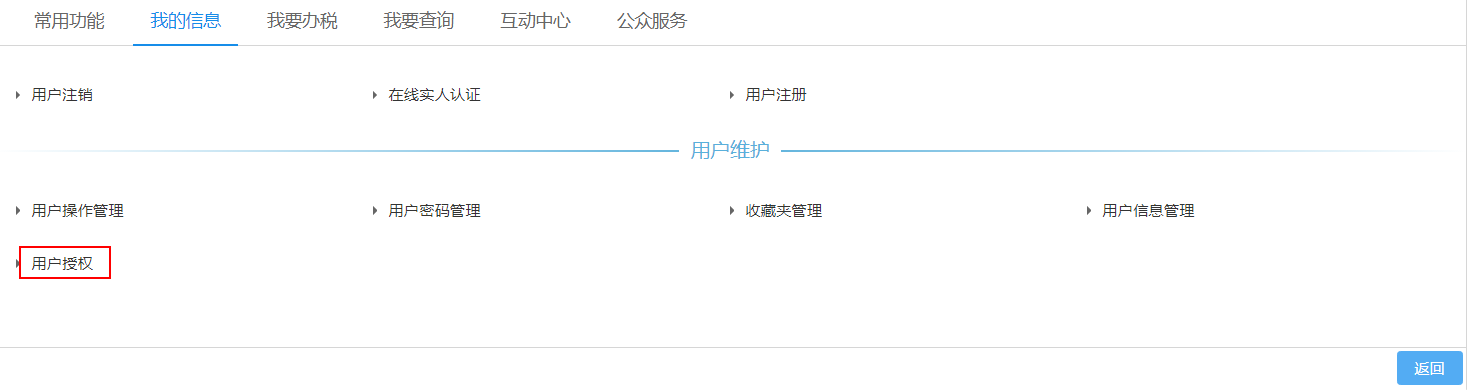 常用功能 我的信息 我要办税 我要查询 互动中心 公众服务
用户注销 在线实人认证 用户注册
用户维护
用户操作管理 用户密码管理 收藏夹管理 用户信息管理
用户授权
返回